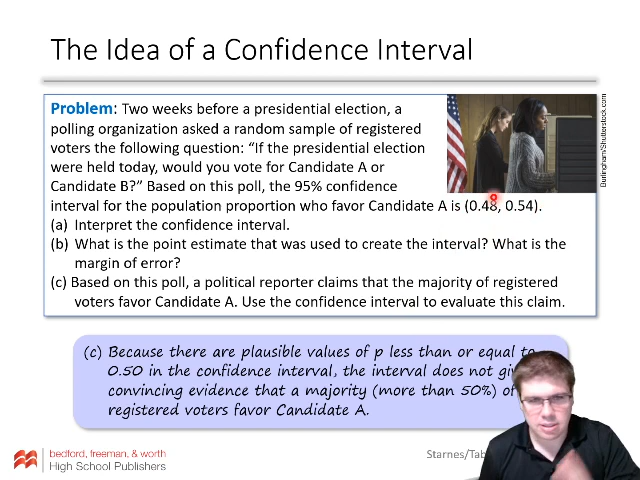 The Idea of a Confidence Interval
Problem: Two weeks before a presidential election, a
polling organization asked a random sample of registered
voters the following question: “If the presidential election
were held today, would you vote for Candidate A or
Candidate B?” Based on this poll, the 95% confidence
interval for the population proportion who favor Candidate A is (0.48, 0.54).
(a) Interpret the confidence interval.
(b) What is the point estimate that was used to create the interval? What is the
margin of error?
(c) Based on this poll, a political reporter claims that the majority of registered
voters favor Candidate A. Use the confidence interval to evaluate this claim.
Burlingham/Shutterstock.com
(c) Because there are plausible values of p less than or equal to
0.50 in the confidence interval, the interval does not
convincing evidence that a majority (more than 50%) of
registered voters favor Candidate A.
bedford, freeman, & worth
High School Publishers
Starnes/